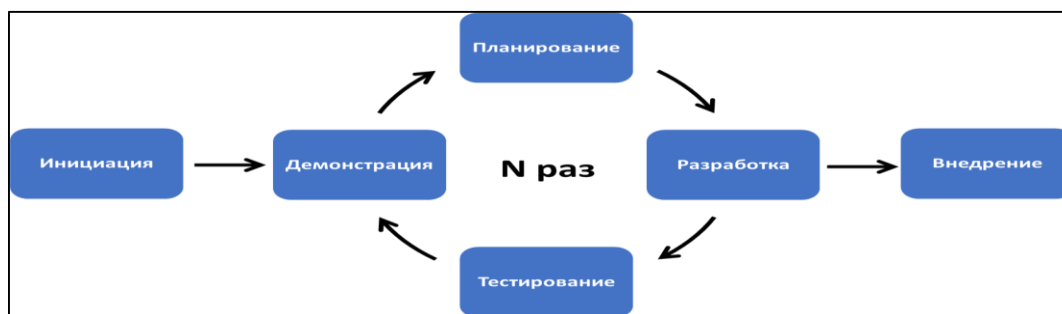 Планирование
Инициация
Демонстрация
N раз
Разработка
Внедрение
Тестирование